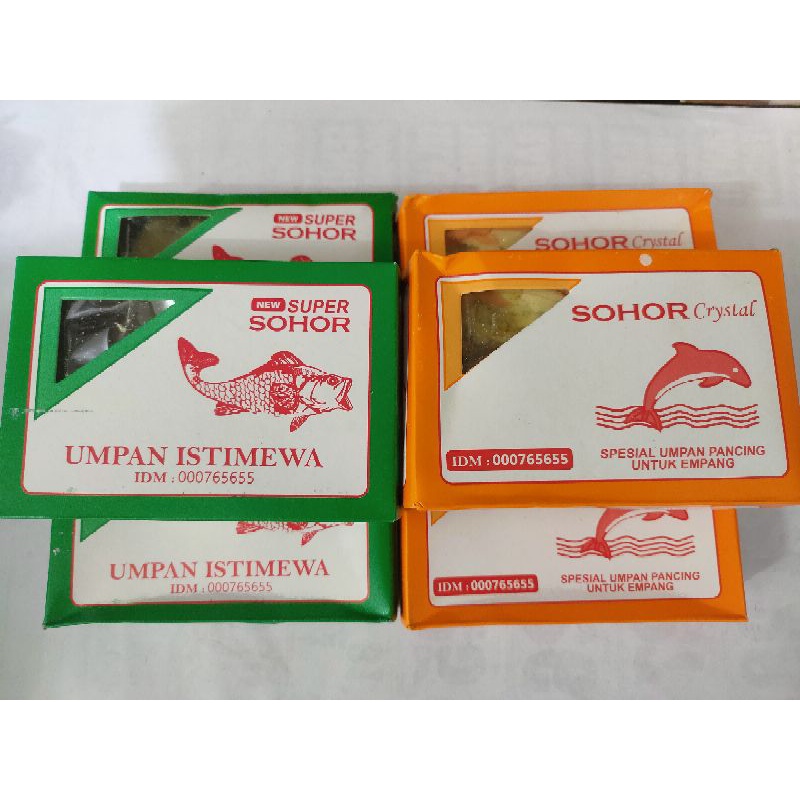 NEW SUPER
SOHOR
SOHOR Crystal
NEW SUPER
SOHOR
UMPAN ISTIMEWA
IDM : 000765655
SOHOR Crystal
IDM : 000765655
SPESIAL UMPAN PANCING
UNTUK EMPANG
UMPAN ISTIMEWA
IDM : 000765655
IDM : 000765655
SPESIAL UMPAN PANCING
UNTUK EMPANG